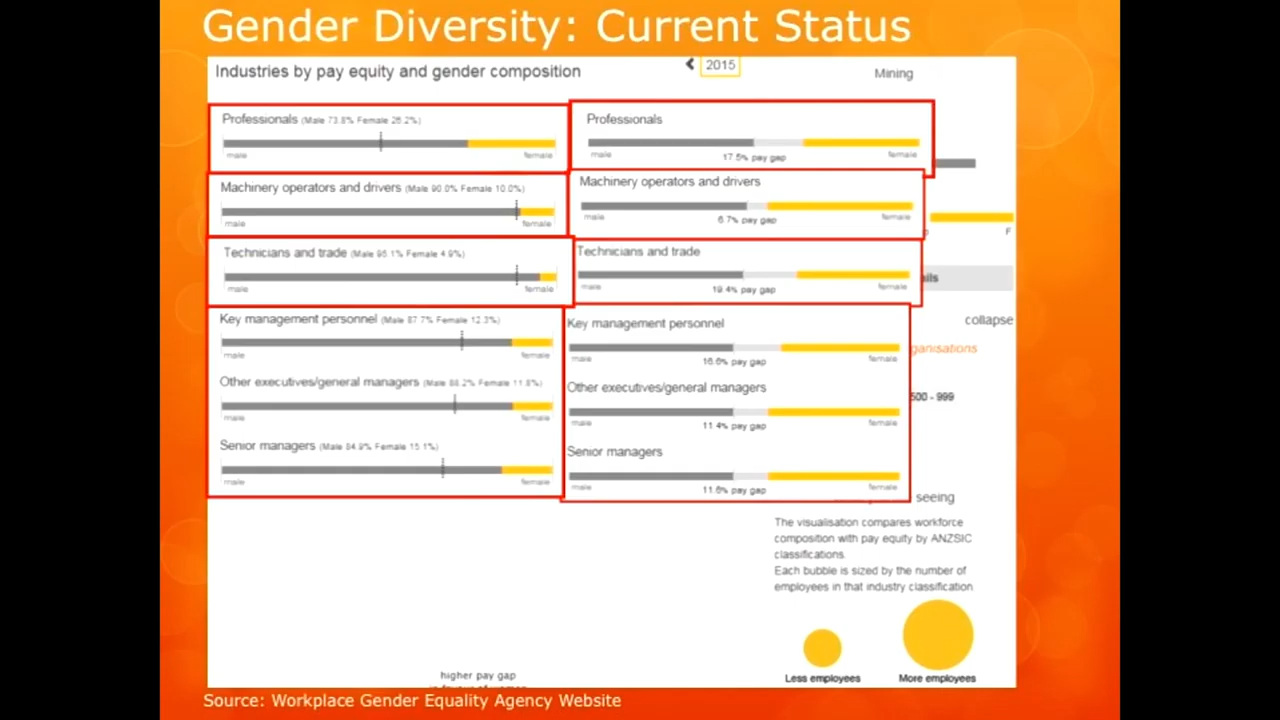 Gender Diversity: Current Status
Industries by pay equity and gender composition
2015
Mining
Professionals (Male 73.8% Female 26.2%)
male female
Machinery operators and drivers (Male 90.0% Female 10.0%)
male female
Technicians and trade (Male 95.1% Female 4.9%)
male female
Key management personnel (Male 87.7% Female 12.3%)
male female
Other executives/general managers (Male 88.2% Female 11.8%)
male female
Senior managers (Male 84.9% Female 15.1%)
male female
Professionals
male 17.5% pay gap female
Machinery operators and drivers
male 6.7% pay gap female
Technicians and trade
male 19.4% pay gap female
Key management personnel
male 16.6% pay gap female
Other executives/general managers
male 11.4% pay gap female
Senior managers
male 11.6% pay gap female
F
collapse
500 - 999
seeing
The visualisation compares workforce
composition with pay equity by ANZSIC
classifications.
Each bubble is sized by the number of
employees in that industry classification
Less employees More employees
higher pay gap
Source: Workplace Gender Equality Agency Website